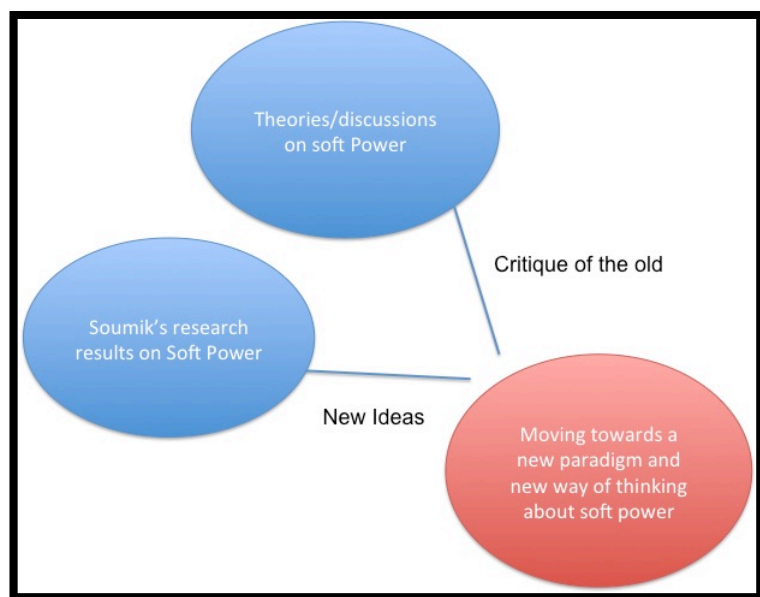 Theories/discussions
on soft Power
Critique of the old
Soumik's research
results on Soft Power
New Ideas
Moving towards a
new paradigm and
new way of thinking
about soft power